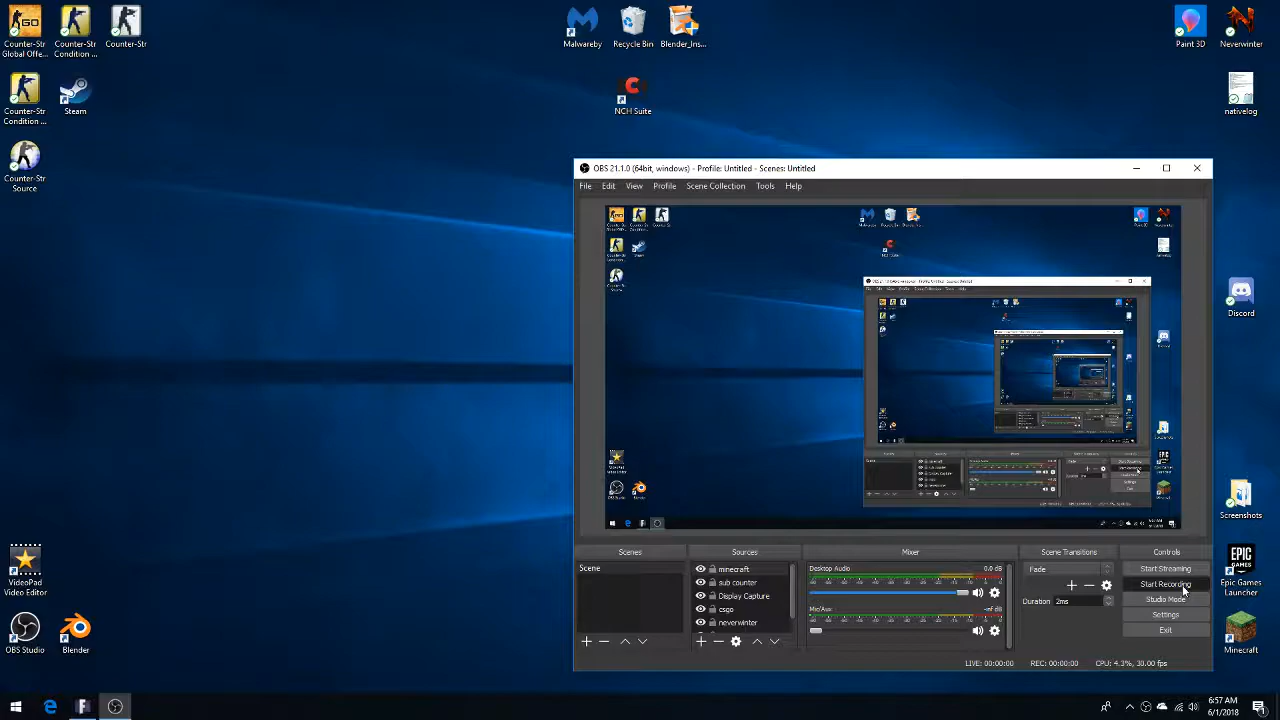 Counter-Str
Global Offe...
Counter-Str
Condition ...
Counter-Str
Malwareby
Recycle Bin
Blender_Ins...
Paint 3D
Neverwinter
Counter-Str
Condition ...
Steam
NCH Suite
nativelog
Counter-Str
Source
OBS 21.1.0 (64bit, windows) - Profile: Untitled - Scenes: Untitled
File Edit View Profile Scene Collection Tools Help
Discord
Screenshots
Scenes
Sources
Mixer
Scene Transitions
Controls
Scene
minecraft
sub counter
Display Capture
csgo
neverwinter
Desktop Audio 0.0 dB
Mic/Aux: -inf dB
Fade
Duration 2ms
Start Streaming
Start Recording
Studio Mode
Settings
Exit
LIVE: 00:00:00 REC: 00:00:00 CPU: 4.3%, 30.00 fps
VideoPad
Video Editor
OBS Studio
Blender
EPIC
GAMES
Epic Games
Launcher
Minecraft
6:57 AM
6/1/2018